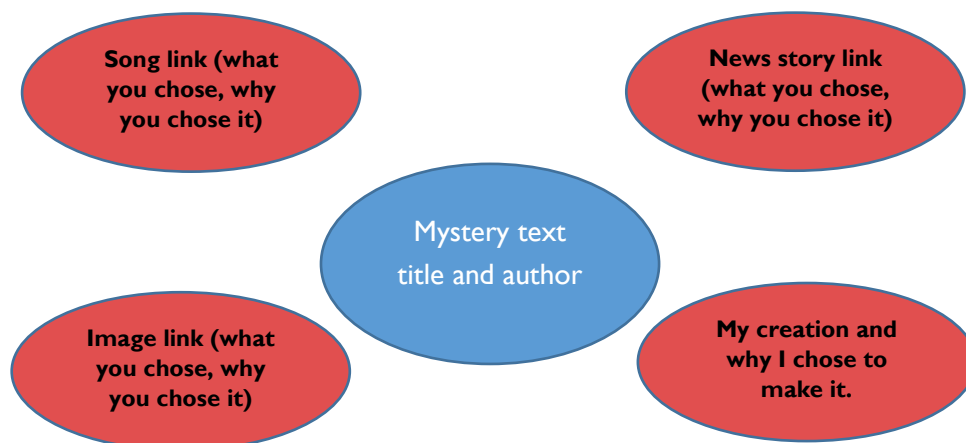 Song link (what
you chose, why
you chose it)
News story link
(what you chose,
why you chose it)
Mystery text
title and author
Image link (what
you chose, why
you chose it)
My creation and
why I chose to
make it.